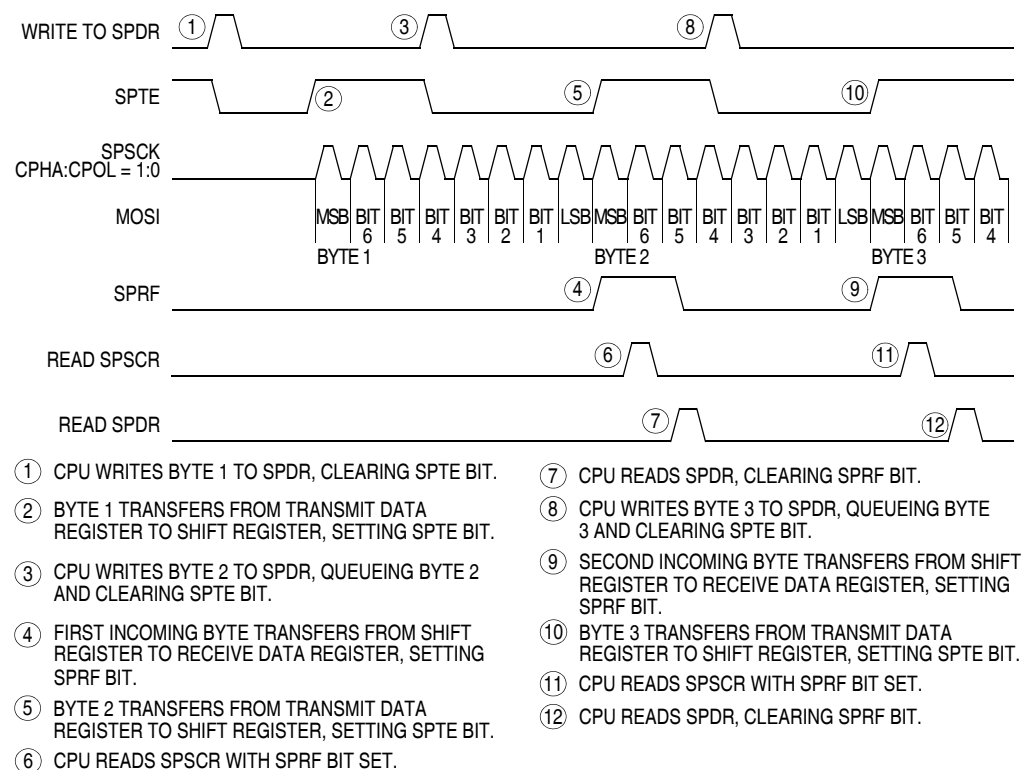 WRITE TO SPDR
1
3
8
SPTE
2
5
10
SPSCK
CPHA:CPOL = 1:0
MOSI
MSB BIT 6 BIT 5 BIT 4 BIT 3 BIT 2 BIT 1 LSB MSB BIT 6 BIT 5 BIT 4 BIT 3 BIT 2 BIT 1 LSB MSB BIT 6 BIT 5 BIT 4
BYTE 1
BYTE 2
BYTE 3
SPRF
4
9
READ SPSCR
6
11
READ SPDR
7
12
1 CPU WRITES BYTE 1 TO SPDR, CLEARING SPTE BIT.
2 BYTE 1 TRANSFERS FROM TRANSMIT DATA
REGISTER TO SHIFT REGISTER, SETTING SPTE BIT.
3 CPU WRITES BYTE 2 TO SPDR, QUEUEING BYTE 2
AND CLEARING SPTE BIT.
4 FIRST INCOMING BYTE TRANSFERS FROM SHIFT
REGISTER TO RECEIVE DATA REGISTER, SETTING
SPRF BIT.
5 BYTE 2 TRANSFERS FROM TRANSMIT DATA
REGISTER TO SHIFT REGISTER, SETTING SPTE BIT.
6 CPU READS SPSCR WITH SPRF BIT SET.
7 CPU READS SPDR, CLEARING SPRF BIT.
8 CPU WRITES BYTE 3 TO SPDR, QUEUEING BYTE
3 AND CLEARING SPTE BIT.
9 SECOND INCOMING BYTE TRANSFERS FROM SHIFT
REGISTER TO RECEIVE DATA REGISTER, SETTING
SPRF BIT.
10 BYTE 3 TRANSFERS FROM TRANSMIT DATA
REGISTER TO SHIFT REGISTER, SETTING SPTE BIT.
11 CPU READS SPSCR WITH SPRF BIT SET.
12 CPU READS SPDR, CLEARING SPRF BIT.